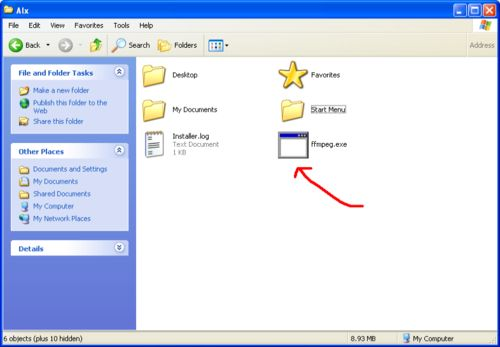 Alx
File Edit View Favorites Tools Help
Back Search Folders Address
File and Folder Tasks
Make a new folder
Publish this folder to the
Web
Share this folder
Other Places
Documents and Settings
My Documents
Shared Documents
My Computer
My Network Places
Details
Desktop
Favorites
My Documents
Start Menu
Installer.log
Text Document
1 KB
ffmpeg.exe
6 objects (plus 10 hidden) 8.93 MB My Computer